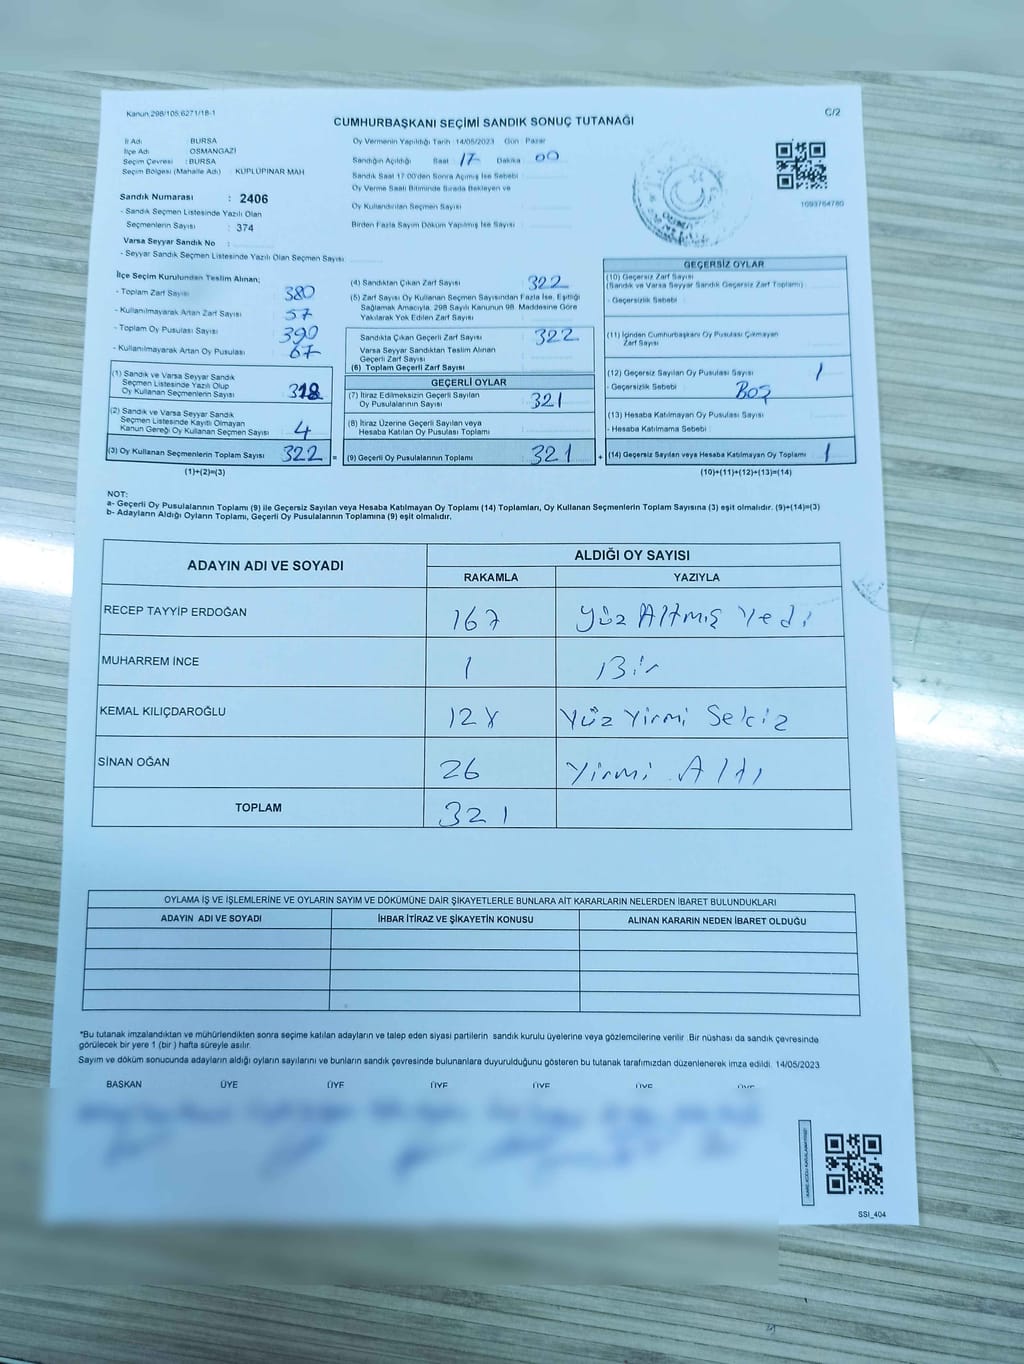 Kanun:298/105;6271/18-1
C/2
CUMHURBAŞKANI SEÇİMİ SANDIK SONUÇ TUTANAĞI
İl Adı : BURSA
İlçe Adı : OSMANGAZİ
Seçim Çevresi : BURSA
Seçim Bölgesi (Mahalle Adı) : KÜPLÜPINAR MAH
Sandık Numarası : 2406
- Sandık Seçmen Listesinde Yazılı Olan
Seçmenlerin Sayısı : 374
Varsa Seyyar Sandık No :
- Seyyar Sandık Seçmen Listesinde Yazılı Olan Seçmen Sayısı:
Oy Vermenin Yapıldığı Tarih :14/05/2023 Gün : Pazar
Sandığın Açıldığı Saat 17 Dakika 00
Sandık Saat 17:00'den Sonra Açılmış İse Sebebi :
Oy Verme Saati Bitiminde Sırada Bekleyen ve
Oy Kullandırılan Seçmen Sayısı :
Birden Fazla Sayım Döküm Yapılmış İse Sayısı :
1093764780
İlçe Seçim Kurulundan Teslim Alınan;
- Toplam Zarf Sayısı : 380
- Kullanılmayarak Artan Zarf Sayısı : 57
- Toplam Oy Pusulası Sayısı : 390
- Kullanılmayarak Artan Oy Pusulası : 67
(1) Sandık ve Varsa Seyyar Sandık
Seçmen Listesinde Yazılı Olup
Oy Kullanan Seçmenlerin Sayısı : 318
(2) Sandık ve Varsa Seyyar Sandık
Seçmen Listesinde Kayıtlı Olmayan
Kanun Gereği Oy Kullanan Seçmen Sayısı : 4
(3) Oy Kullanan Seçmenlerin Toplam Sayısı : 322
(1)+(2)=(3)
(4) Sandıktan Çıkan Zarf Sayısı : 322
(5) Zarf Sayısı Oy Kullanan Seçmen Sayısından Fazla İse, Eşitliği
Sağlamak Amacıyla, 298 Sayılı Kanunun 98. Maddesine Göre
Yakılarak Yok Edilen Zarf Sayısı :
Sandıkta Çıkan Geçerli Zarf Sayısı : 322
Varsa Seyyar Sandıktan Teslim Alınan
Geçerli Zarf Sayısı :
(6) Toplam Geçerli Zarf Sayısı :
GEÇERLİ OYLAR
(7) İtiraz Edilmeksizin Geçerli Sayılan
Oy Pusulalarının Sayısı : 321
(8) İtiraz Üzerine Geçerli Sayılan veya
Hesaba Katılan Oy Pusulası Toplamı :
= (9) Geçerli Oy Pusulalarının Toplamı : 321
GEÇERSİZ OYLAR
(10) Geçersiz Zarf Sayısı
(Sandık ve Varsa Seyyar Sandık Geçersiz Zarf Toplamı) :
- Geçersizlik Sebebi :
(11) İçinden Cumhurbaşkanı Oy Pusulası Çıkmayan
Zarf Sayısı :
(12) Geçersiz Sayılan Oy Pusulası Sayısı : 1
- Geçersizlik Sebebi : Boş
(13) Hesaba Katılmayan Oy Pusulası Sayısı :
- Hesaba Katılmama Sebebi :
+ (14) Geçersiz Sayılan veya Hesaba Katılmayan Oy Toplamı : 1
(10)+(11)+(12)+(13)=(14)
NOT:
a- Geçerli Oy Pusulalarının Toplamı (9) ile Geçersiz Sayılan veya Hesaba Katılmayan Oy Toplamı (14) Toplamları, Oy Kullanan Seçmenlerin Toplam Sayısına (3) eşit olmalıdır. (9)+(14)=(3)
b- Adayların Aldığı Oyların Toplamı, Geçerli Oy Pusulalarının Toplamına (9) eşit olmalıdır.
ADAYIN ADI VE SOYADI ALDIĞI OY SAYISI
RAKAMLA YAZIYLA
RECEP TAYYİP ERDOĞAN 167 Yüz Altmış Yedi
MUHARREM İNCE 1 Bir
KEMAL KILIÇDAROĞLU 128 Yüz Yirmi Sekiz
SİNAN OĞAN 26 Yirmi Altı
TOPLAM 321
OYLAMA İŞ VE İŞLEMLERİNE VE OYLARIN SAYIM VE DÖKÜMÜNE DAİR ŞİKAYETLERLE BUNLARA AİT KARARLARIN NELERDEN İBARET BULUNDUKLARI
ADAYIN ADI VE SOYADI İHBAR İTİRAZ VE ŞİKAYETİN KONUSU ALINAN KARARIN NEDEN İBARET OLDUĞU
*Bu tutanak imzalandıktan ve mühürlendikten sonra seçime katılan adayların ve talep eden siyasi partilerin sandık kurulu üyelerine veya gözlemcilerine verilir. Bir nüshası da sandık çevresinde
görülecek bir yere 1 (bir ) hafta süreyle asılır.
Sayım ve döküm sonucunda adayların aldığı oyların sayılarını ve bunların sandık çevresinde bulunanlara duyurulduğunu gösteren bu tutanak tarafımızdan düzenlenerek imza edildi. 14/05/2023
BAŞKAN ÜYE ÜYE ÜYE ÜYE ÜYE ÜYE
SSI_404